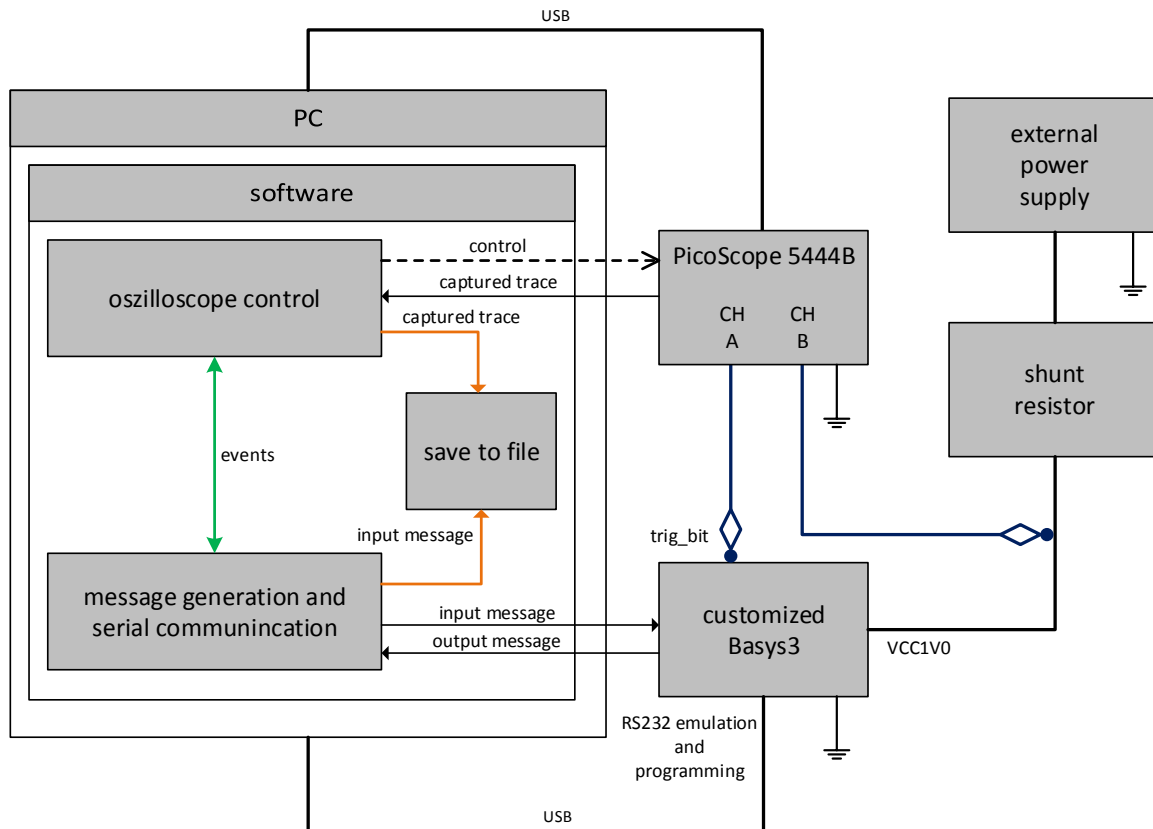 USB
PC
external
power
supply
software
PicoScope 5444B
control
oszilloscope control
captured trace
captured trace
CH
A
CH
B
shunt
resistor
save to file
events
input message
trig_bit
message generation and
serial communincation
input message
output message
customized
Basys3
VCC1V0
RS232 emulation
and
programming
USB